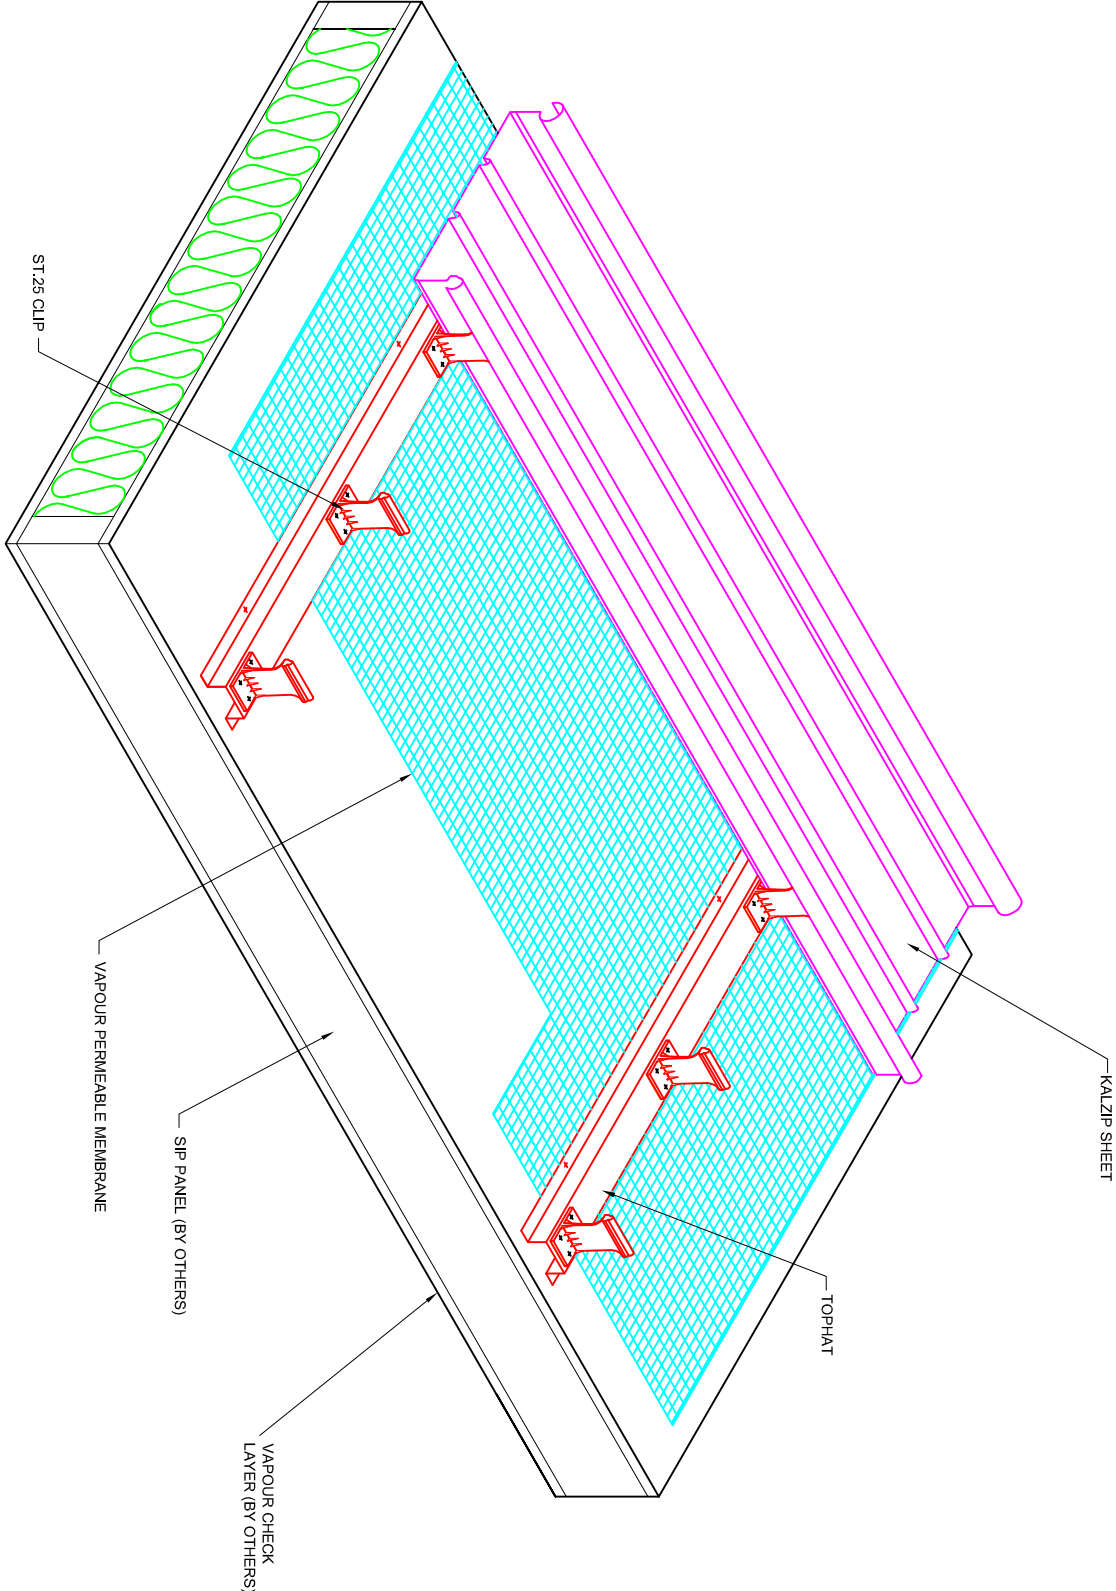 KALZIP SHEET
TOPHAT
VAPOUR CHECK
LAYER (BY OTHERS)
SIP PANEL (BY OTHERS)
VAPOUR PERMEABLE MEMBRANE
ST.25 CLIP